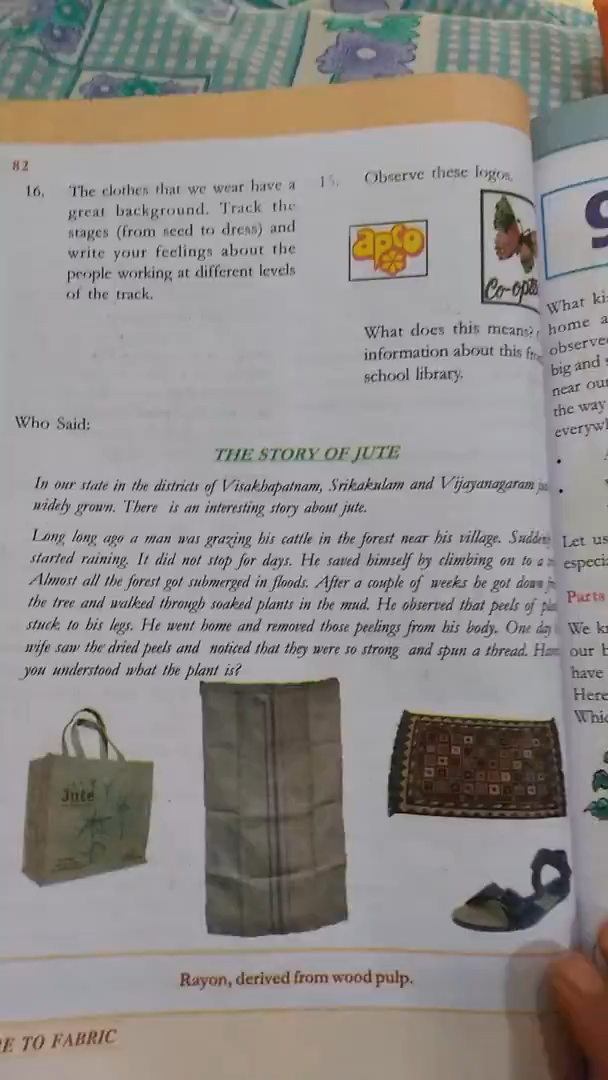 82
16. The clothes that we wear have a
great background. Track the
stages (from seed to dress) and
write your feelings about the
people working at different levels
of the track.
15. Observe these logos.
apco
Co-opte
What does this means?
information about this
school library.
Who Said:
THE STORY OF JUTE
In our state in the districts of Visakhapatnam, Srikakulam and Vijayanagaram
widely grown. There is an interesting story about jute.
Long long ago a man was grazing his cattle in the forest near his village.
started raining. It did not stop for days. He saved himself by climbing on to a
Almost all the forest got submerged in floods. After a couple of weeks he got down
the tree and walked through soaked plants in the mud. He observed that peels of
stuck to his legs. He went home and removed those peelings from his body. One day
wife saw the dried peels and noticed that they were so strong and spun a thread.
you understood what the plant is?
Jute
Rayon, derived from wood pulp.
E TO FABRIC
9
What
home a
observe
big and
near our
the way
Let us
Parts
We
our
have
Here